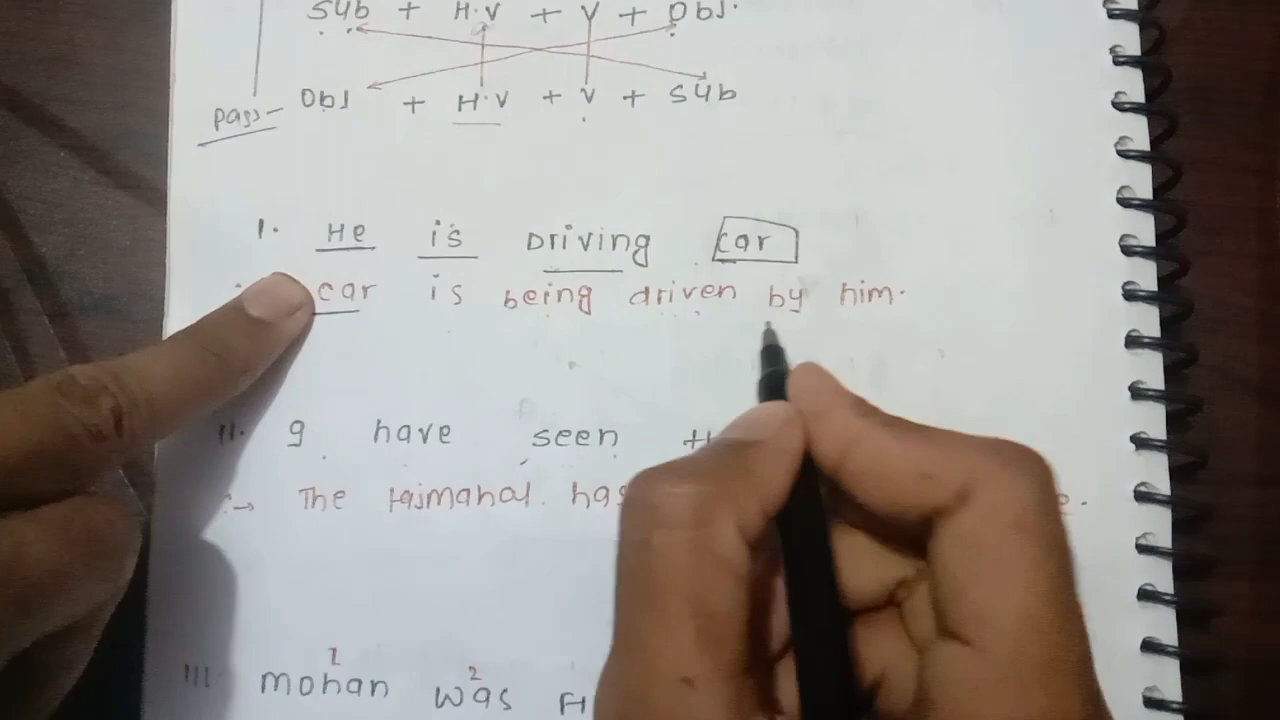 Sub + H.V + V + Obj.
Obj + H.V + V + Sub
Pass-
I. He is Driving car
car is being driven by him.
II. I have seen
:→ The tajmahal has
III. mohan was
1
2